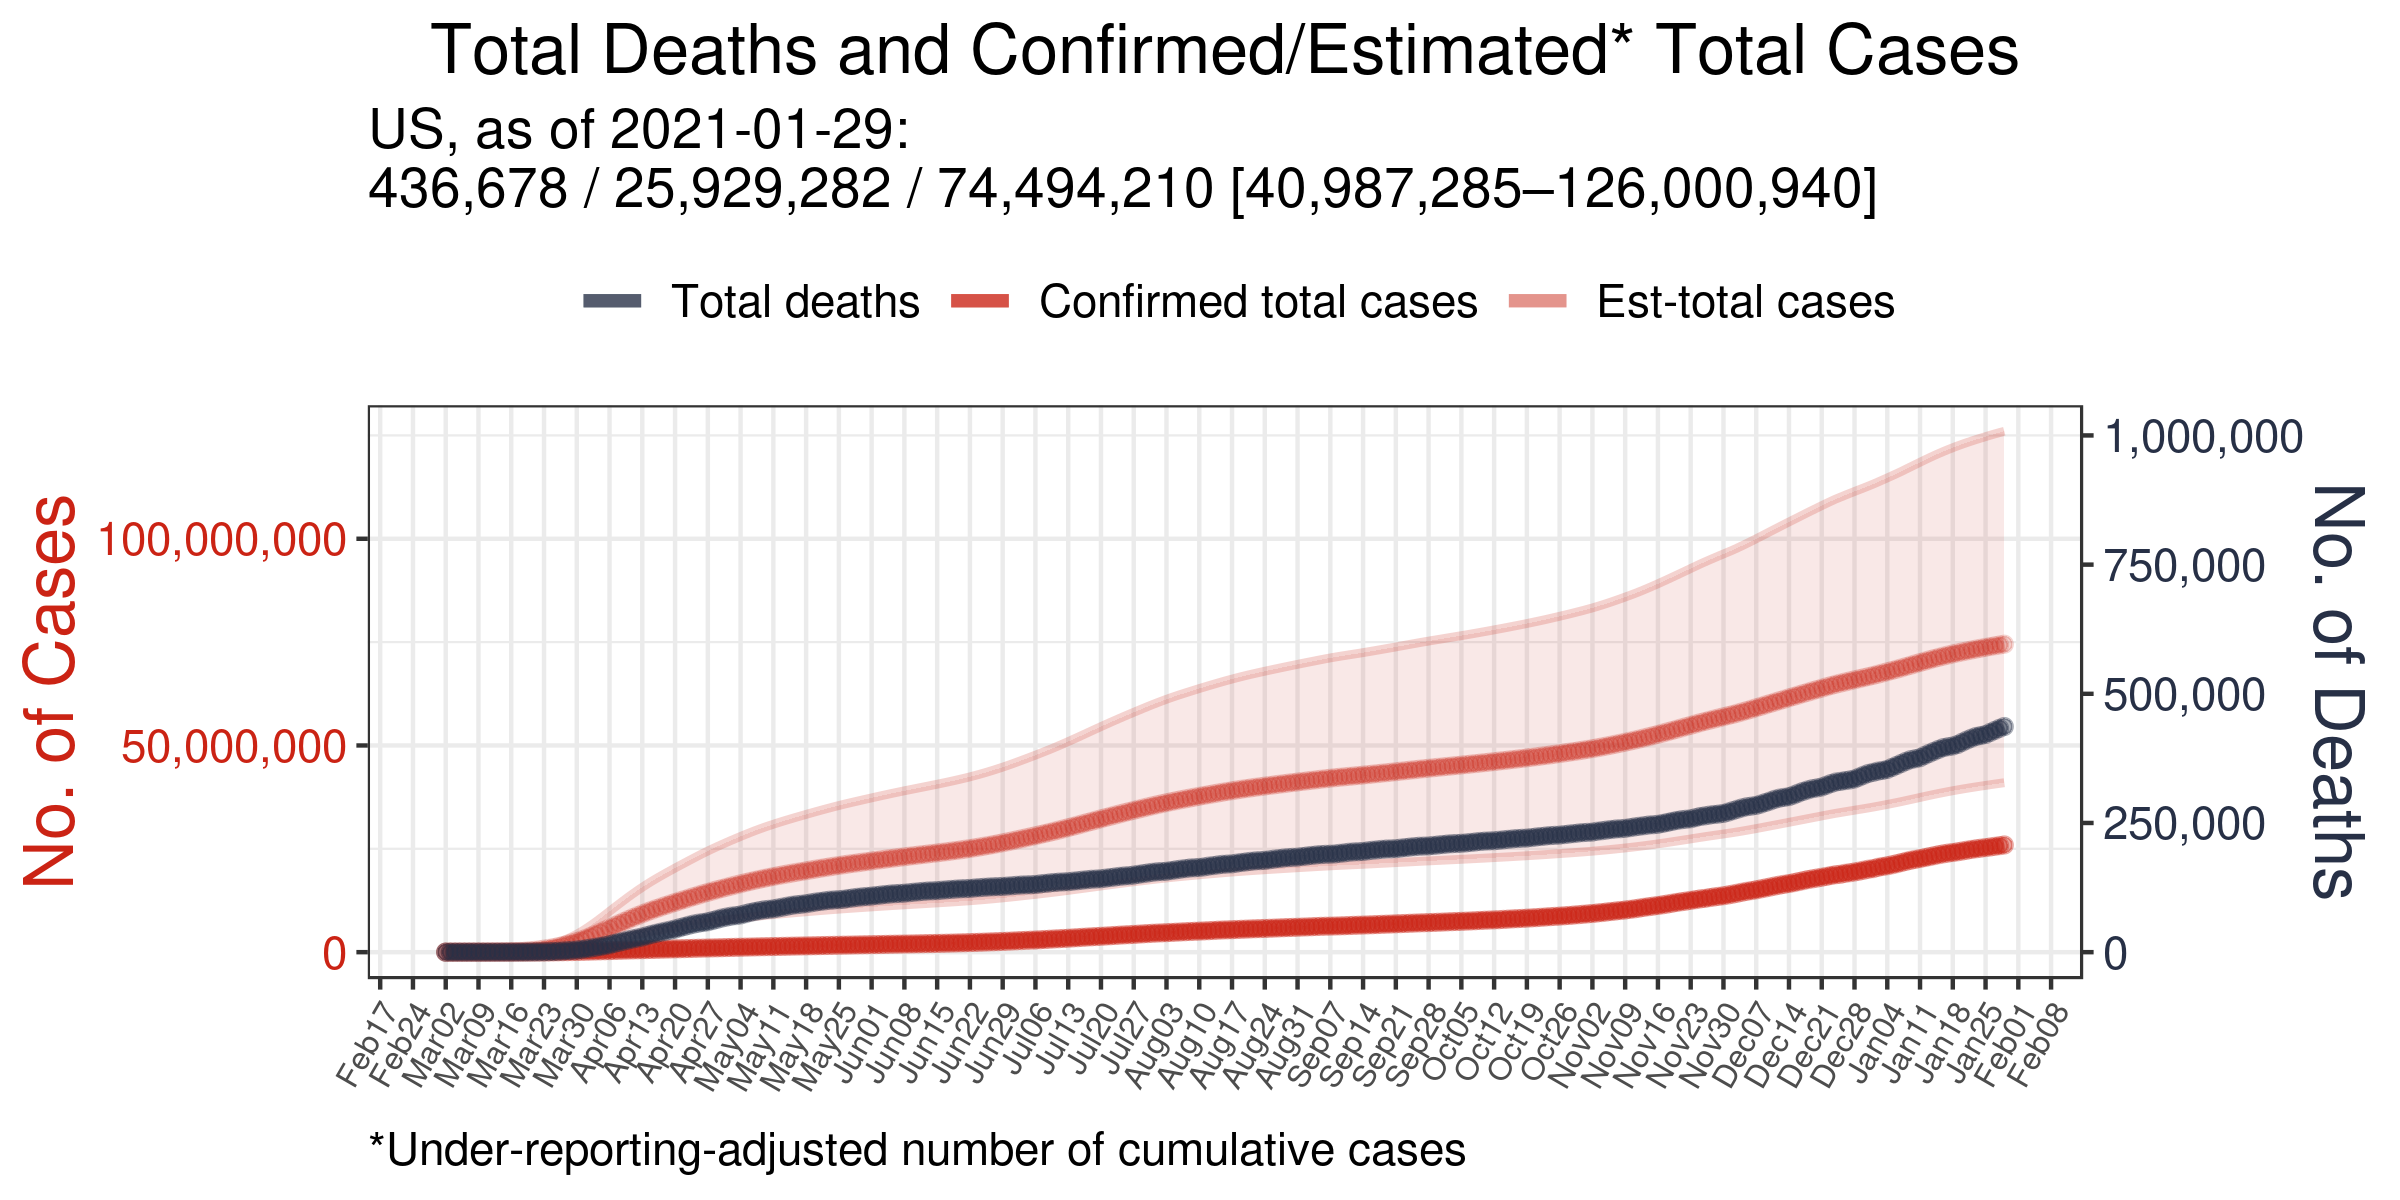 Total Deaths and Confirmed/Estimated* Total Cases
US, as of 2021-01-29:
436,678 / 25,929,282 / 74,494,210 [40,987,285–126,000,940]
Total deaths
Confirmed total cases
Est-total cases
No. of Cases
100,000,000
50,000,000
0
1,000,000
750,000
500,000
250,000
0
No. of Deaths
Feb17
Feb24
Mar02
Mar09
Mar16
Mar23
Mar30
Apr06
Apr13
Apr20
Apr27
May04
May11
May18
May25
Jun01
Jun08
Jun15
Jun22
Jun29
Jul06
Jul13
Jul20
Jul27
Aug03
Aug10
Aug17
Aug24
Aug31
Sep07
Sep14
Sep21
Sep28
Oct05
Oct12
Oct19
Oct26
Nov02
Nov09
Nov16
Nov23
Nov30
Dec07
Dec14
Dec21
Dec28
Jan04
Jan11
Jan18
Jan25
Feb01
Feb08
*Under-reporting-adjusted number of cumulative cases